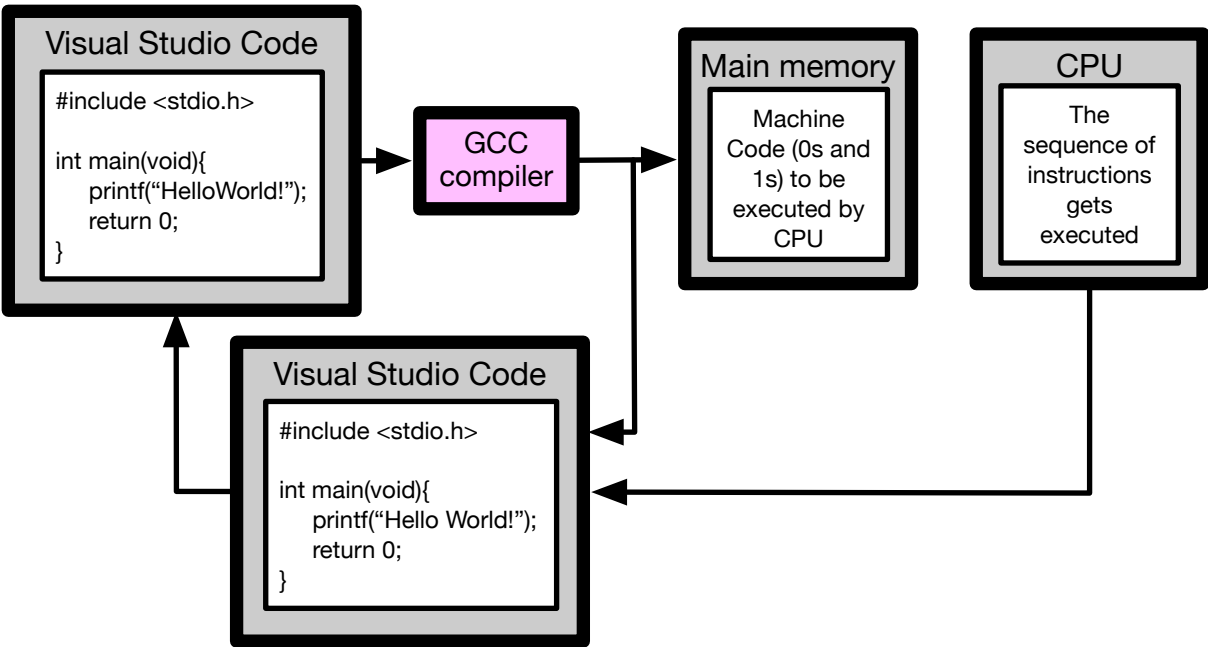 Visual Studio Code
#include <stdio.h>
int main(void){
printf(“HelloWorld!”);
return 0;
}
GCC
compiler
Main memory
Machine
Code (0s and
1s) to be
executed by
CPU
CPU
The
sequence of
instructions
gets
executed
Visual Studio Code
#include <stdio.h>
int main(void){
printf(“Hello World!”);
return 0;
}